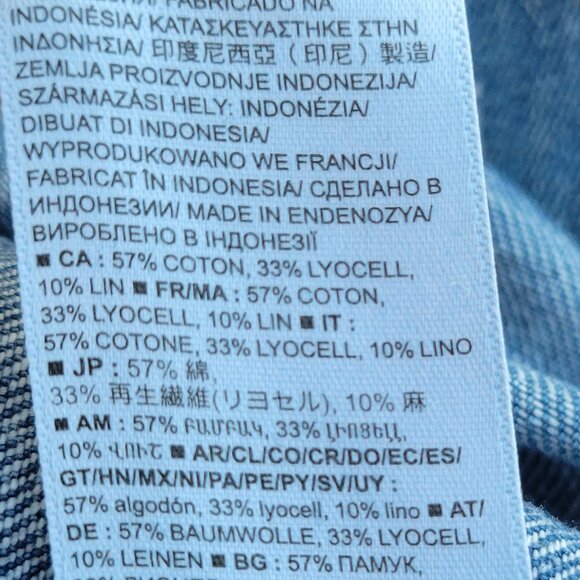 FABRICADO NA
INDONÉSIA/ ΚΑΤΑΣΚΕΥΑΣΤΗΚΕ ΣΤΗΝ
ΙΝΔΟΝΗΣΙΑ/ 印度尼西亞（印尼）製造/
ZEMLJA PROIZVODNJE INDONEZIJA/
SZÁRMAZÁSI HELY: INDONÉZIA/
DIBUAT DI INDONESIA/
WYPRODUKOWANO WE FRANCJI/
FABRICAT ÎN INDONESIA/ СДЕЛАНО В
ИНДОНЕЗИИ/ MADE IN ENDENOZYA/
ВИРОБЛЕНО В ІНДОНЕЗІЇ
■ CA : 57% COTON, 33% LYOCELL,
10% LIN ■ FR/MA : 57% COTON,
33% LYOCELL, 10% LIN ■ IT :
57% COTONE, 33% LYOCELL, 10% LINO
■ JP : 57% 綿,
33% 再生繊維(リヨセル), 10% 麻
■ AM : 57% ԲԱՄԲԱԿ, 33% ԼԻՈՑԵԼԼ,
10% ՎՈՒՇ ■ AR/CL/CO/CR/DO/EC/ES/
GT/HN/MX/NI/PA/PE/PY/SV/UY :
57% algodón, 33% lyocell, 10% lino ■ AT/
DE : 57% BAUMWOLLE, 33% LYOCELL,
10% LEINEN ■ BG : 57% ПАМУК,